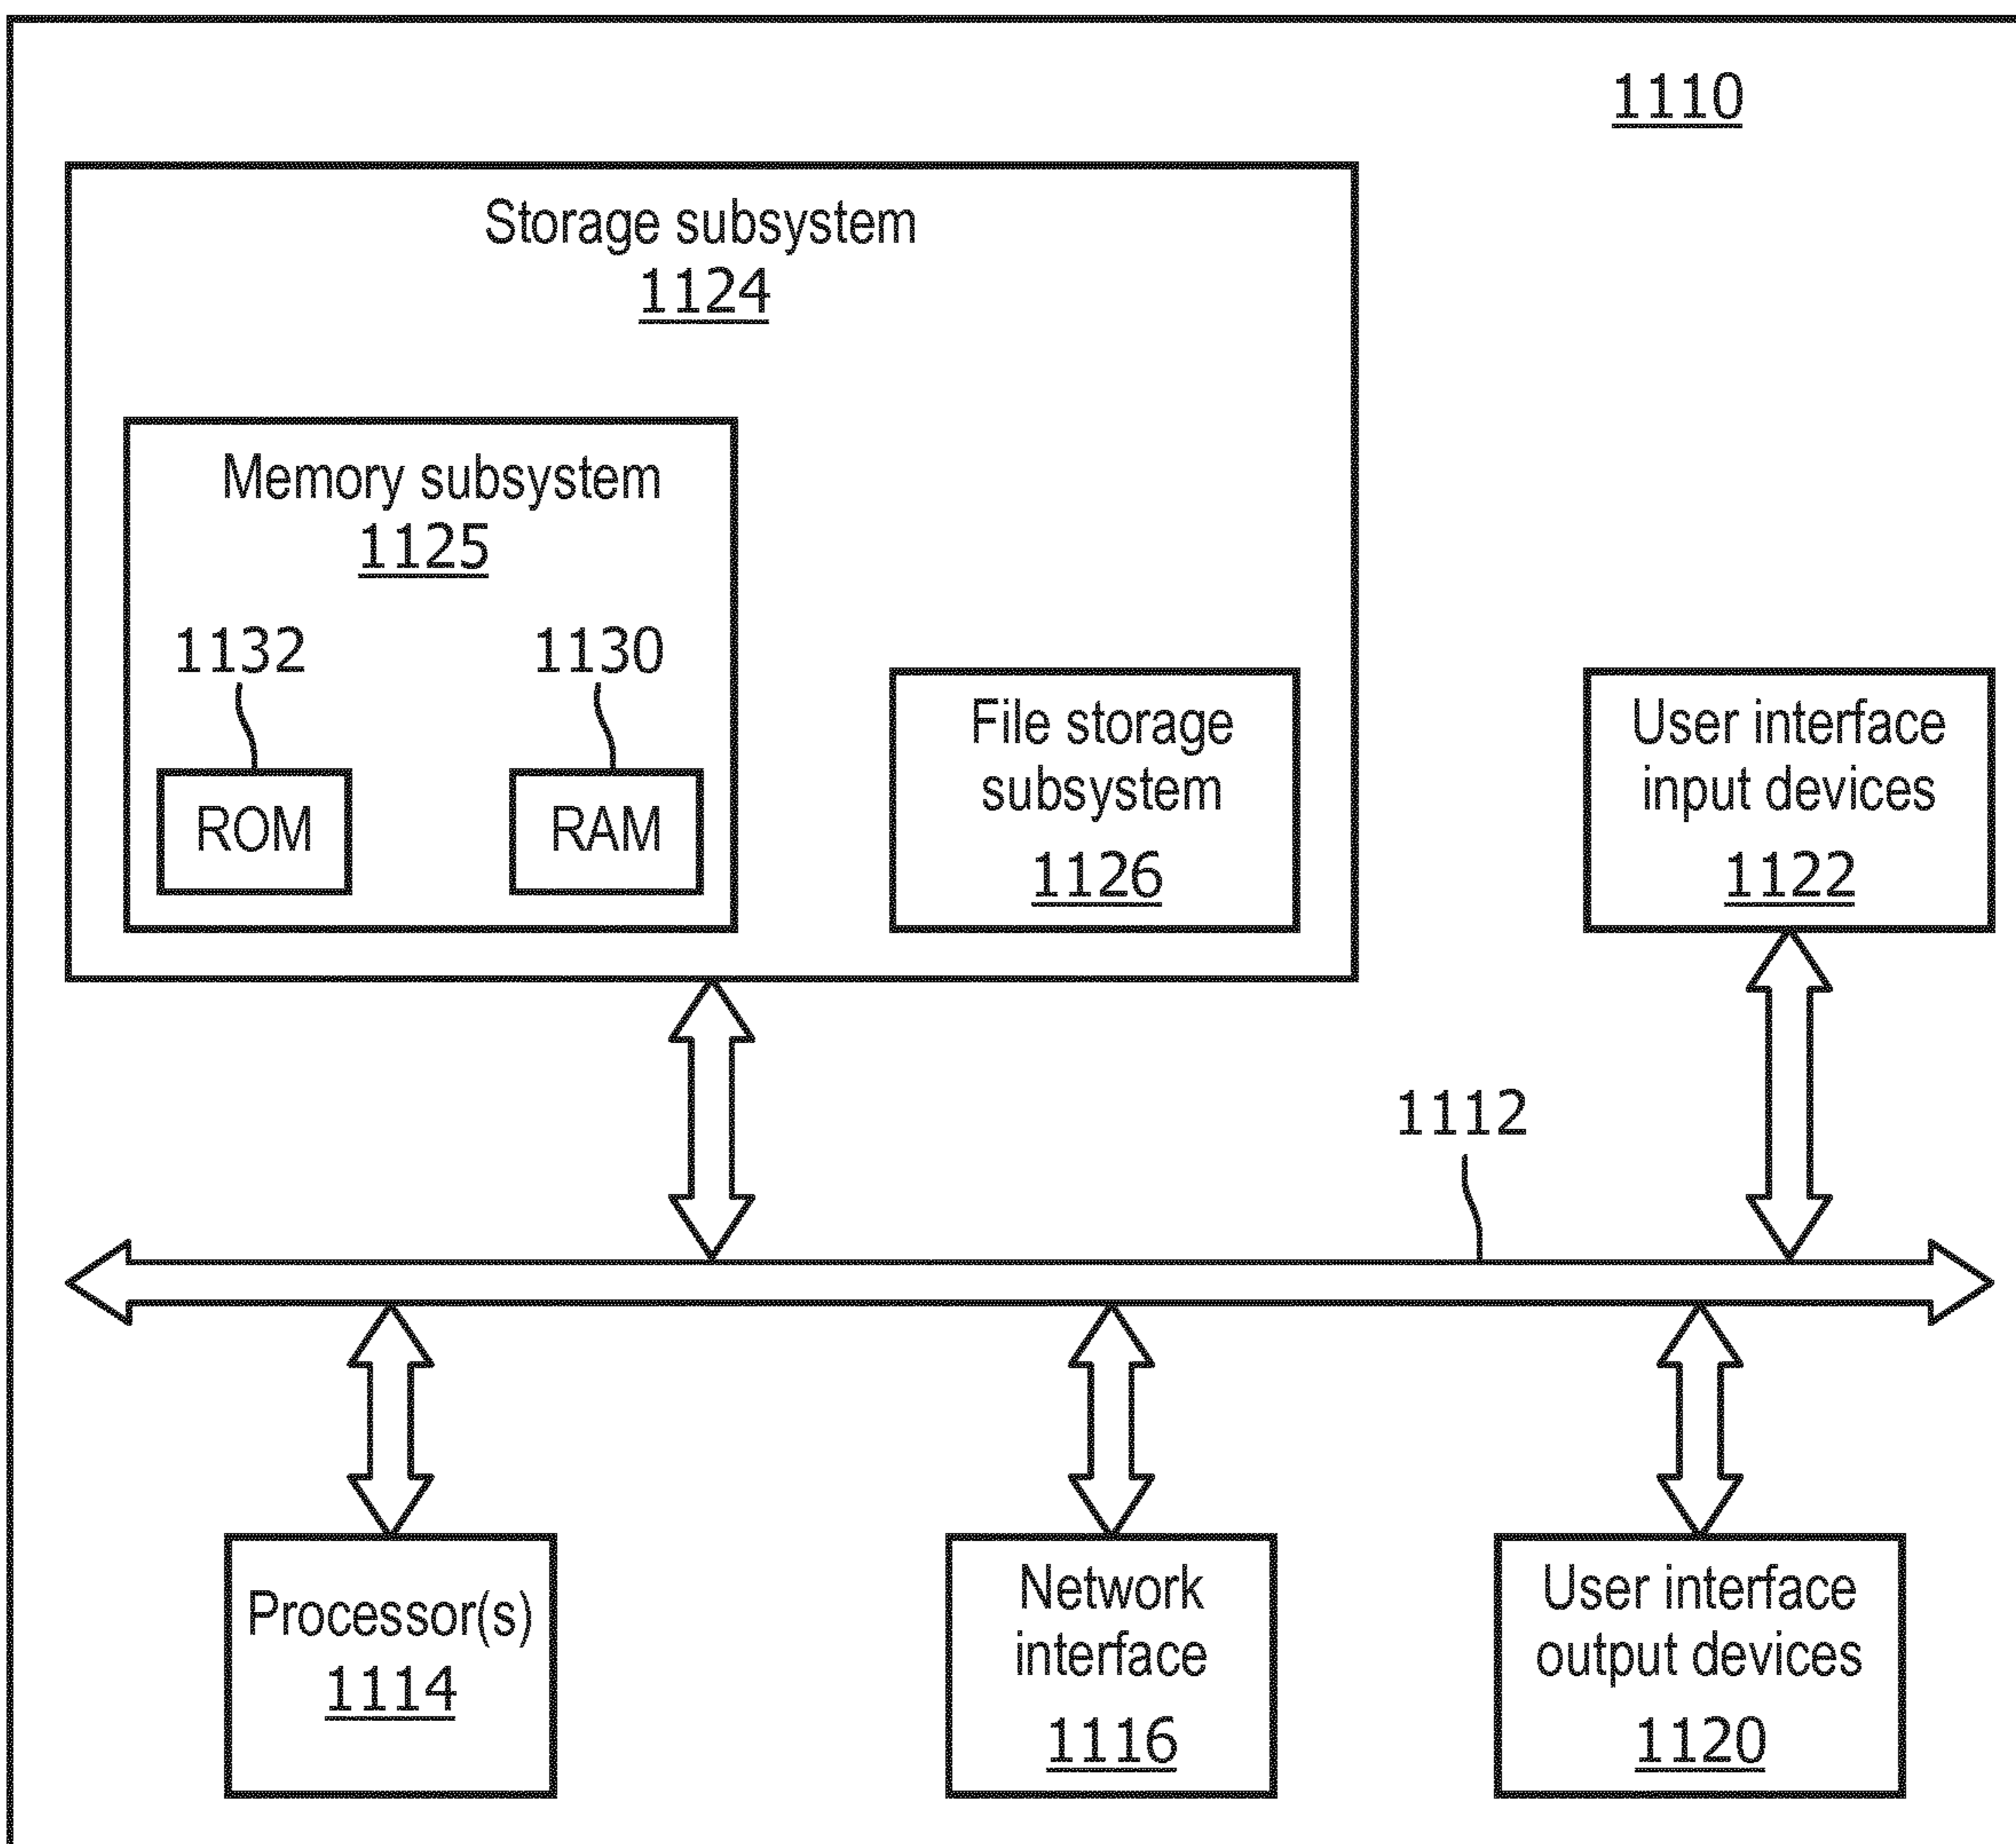 1110
Storage subsystem
1124
Memory subsystem
1125
1132
1130
ROM
RAM
File storage
subsystem
1126
User interface
input devices
1122
1112
Processor(s)
1114
Network
interface
1116
User interface
output devices
1120